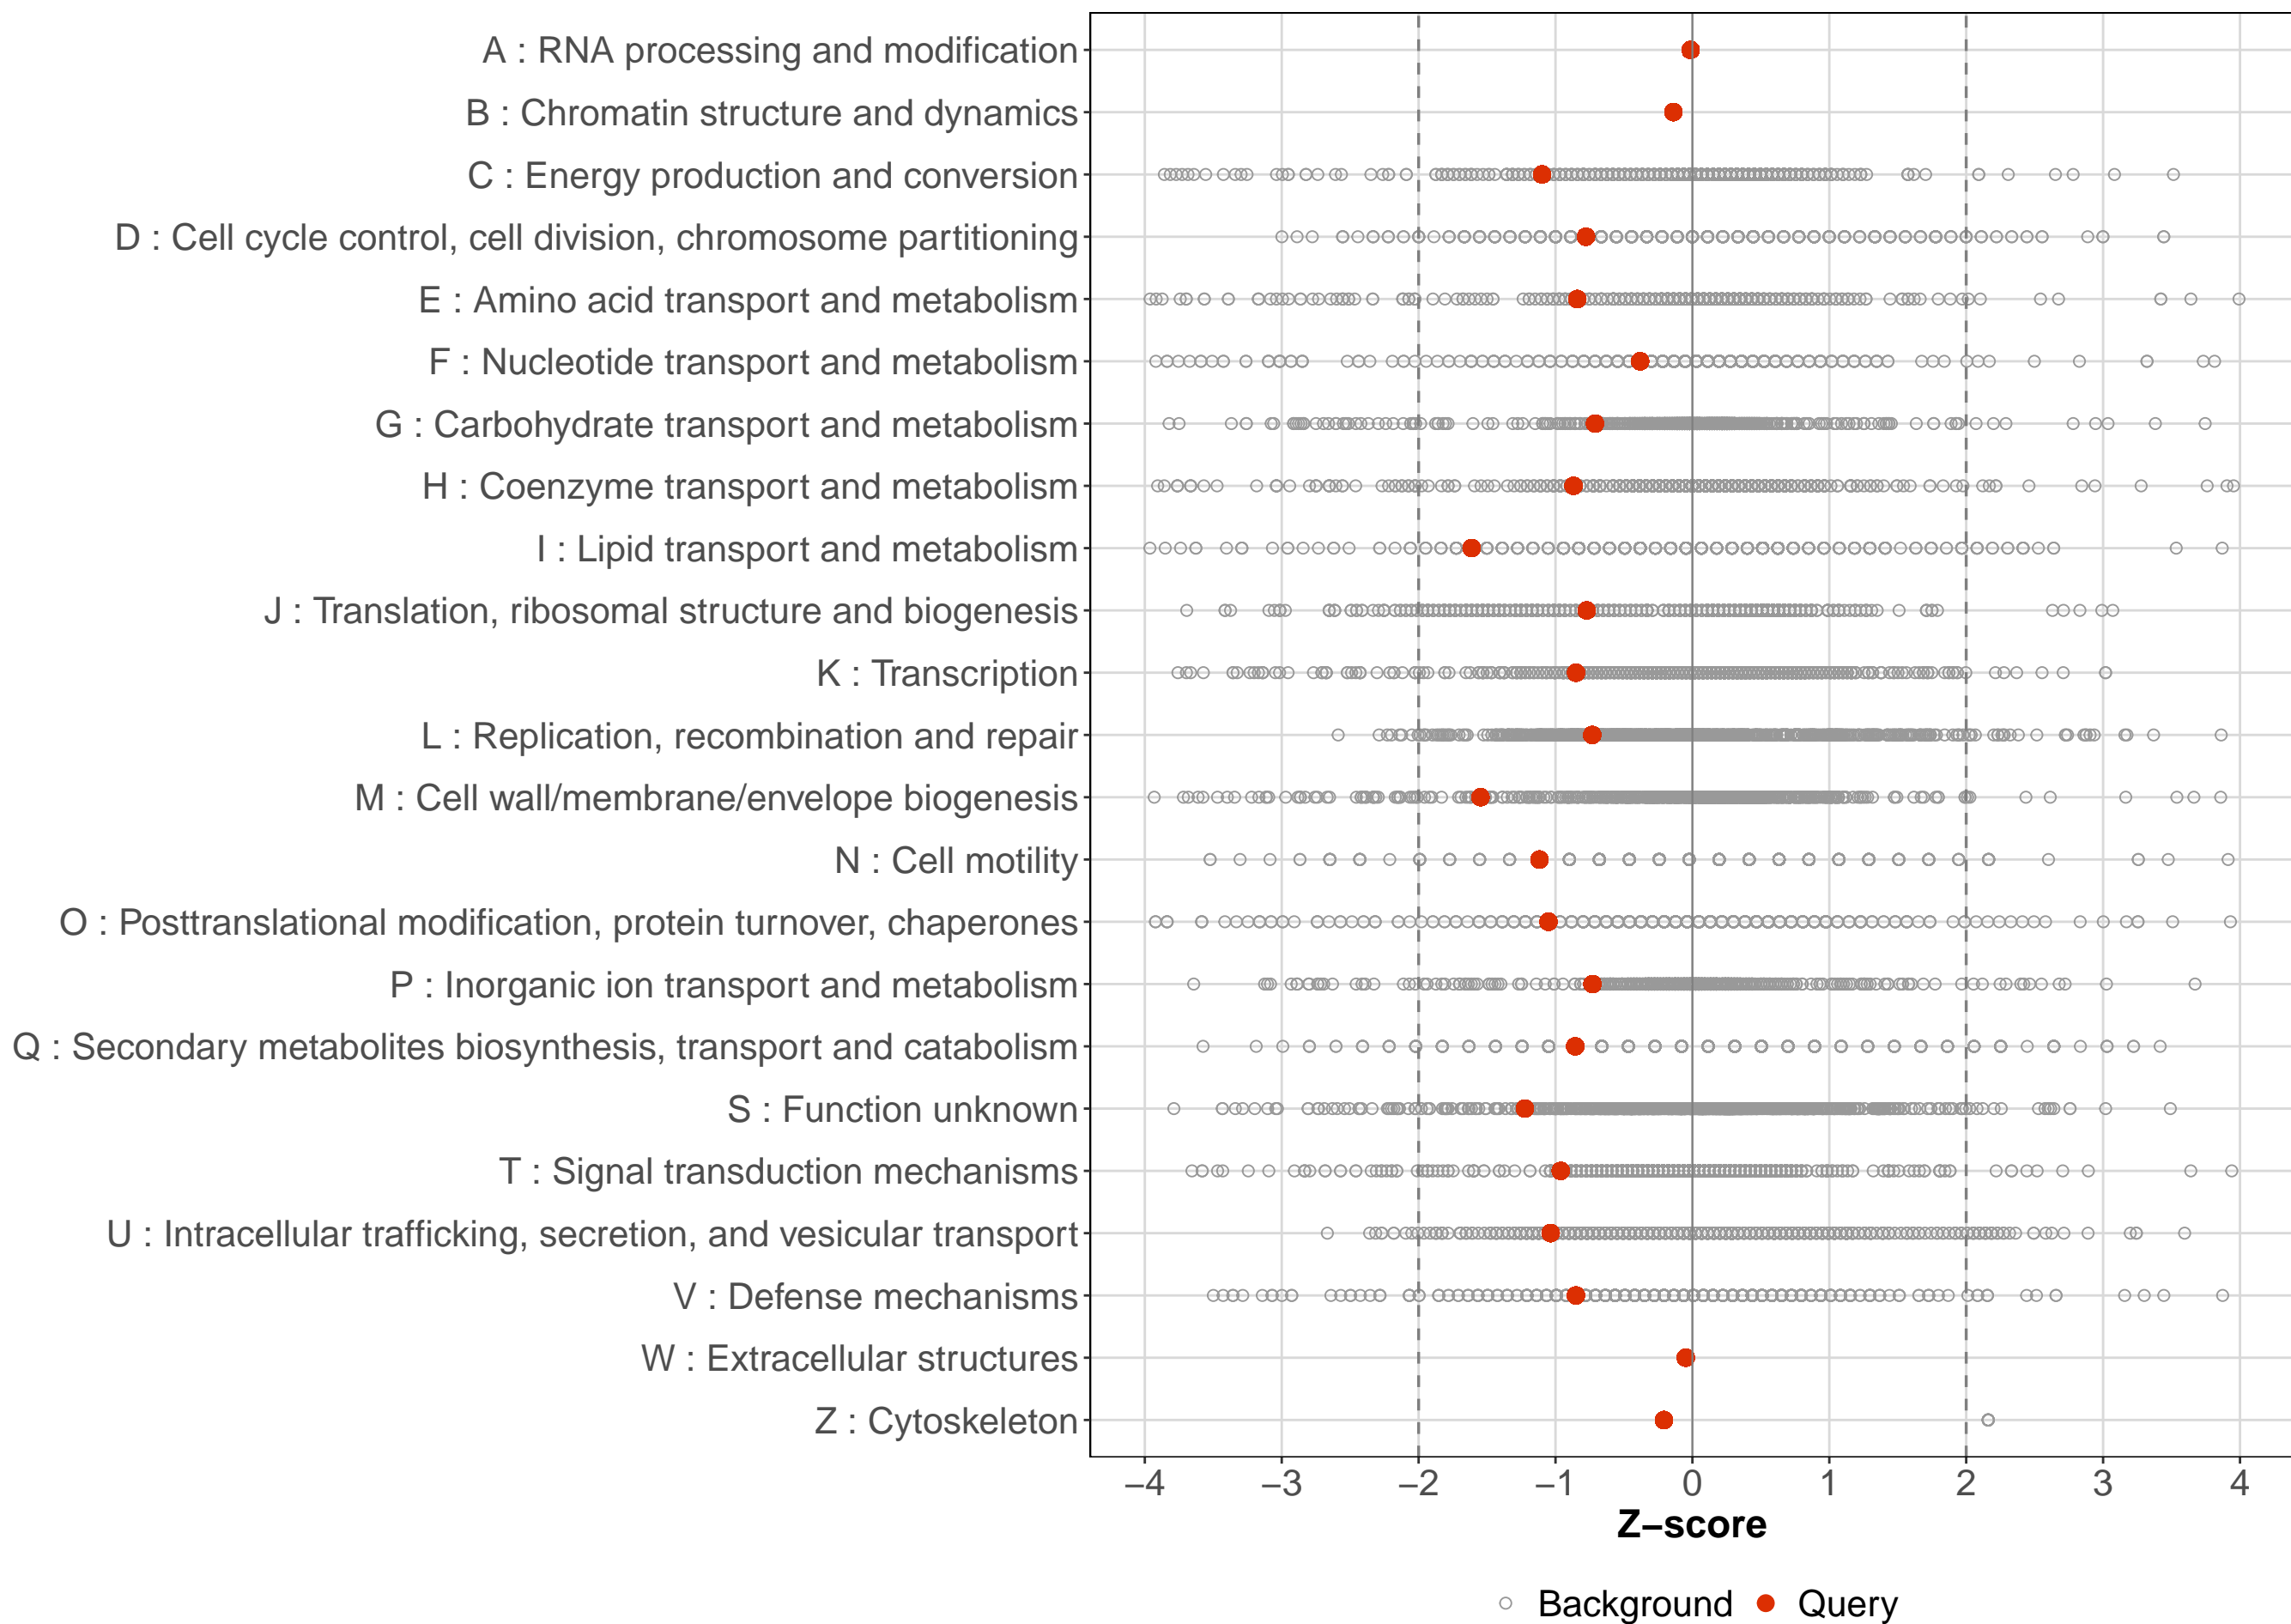 A : RNA processing and modification
B : Chromatin structure and dynamics
C : Energy production and conversion
D : Cell cycle control, cell division, chromosome partitioning
E : Amino acid transport and metabolism
F : Nucleotide transport and metabolism
G : Carbohydrate transport and metabolism
H : Coenzyme transport and metabolism
I : Lipid transport and metabolism
J : Translation, ribosomal structure and biogenesis
K : Transcription
L : Replication, recombination and repair
M : Cell wall/membrane/envelope biogenesis
N : Cell motility
O : Posttranslational modification, protein turnover, chaperones
P : Inorganic ion transport and metabolism
Q : Secondary metabolites biosynthesis, transport and catabolism
S : Function unknown
T : Signal transduction mechanisms
U : Intracellular trafficking, secretion, and vesicular transport
V : Defense mechanisms
W : Extracellular structures
Z : Cytoskeleton
−4 −3 −2 −1 0 1 2 3 4
Z−score
Background Query